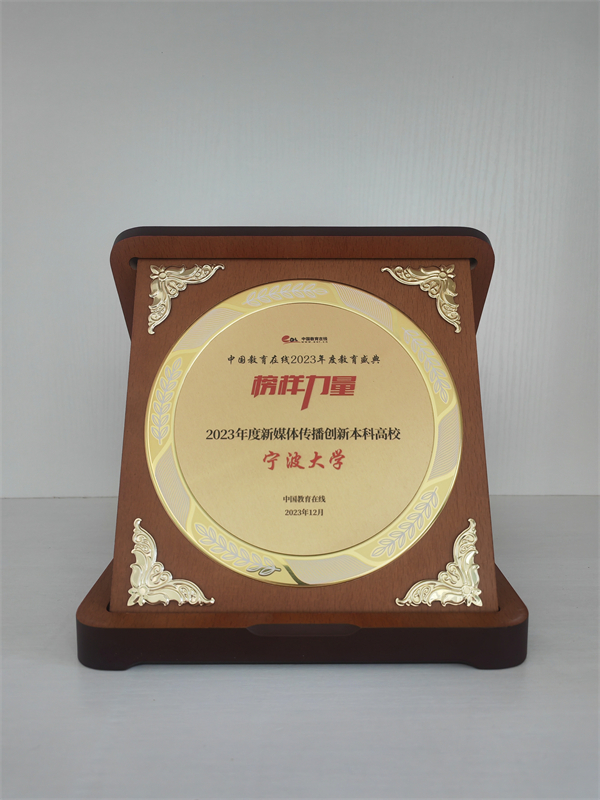 中国教育在线
中国教育在线2023年度教育盛典
榜样力量
2023年度新媒体传播创新本科高校
宁波大学
中国教育在线
2023年12月